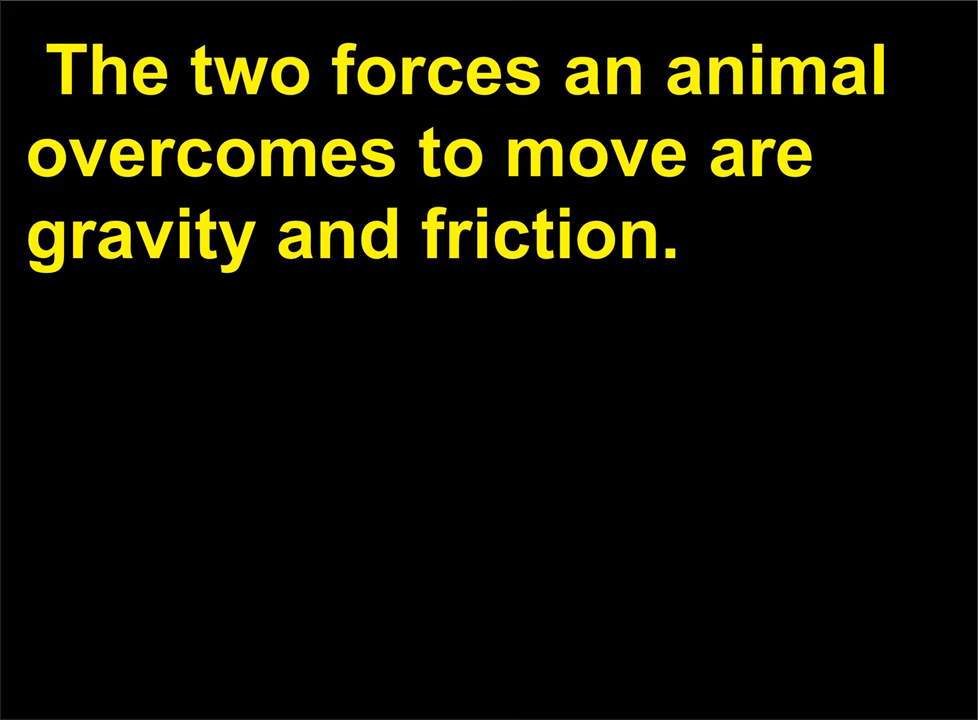 The two forces an animal
overcomes to move are
gravity and friction.